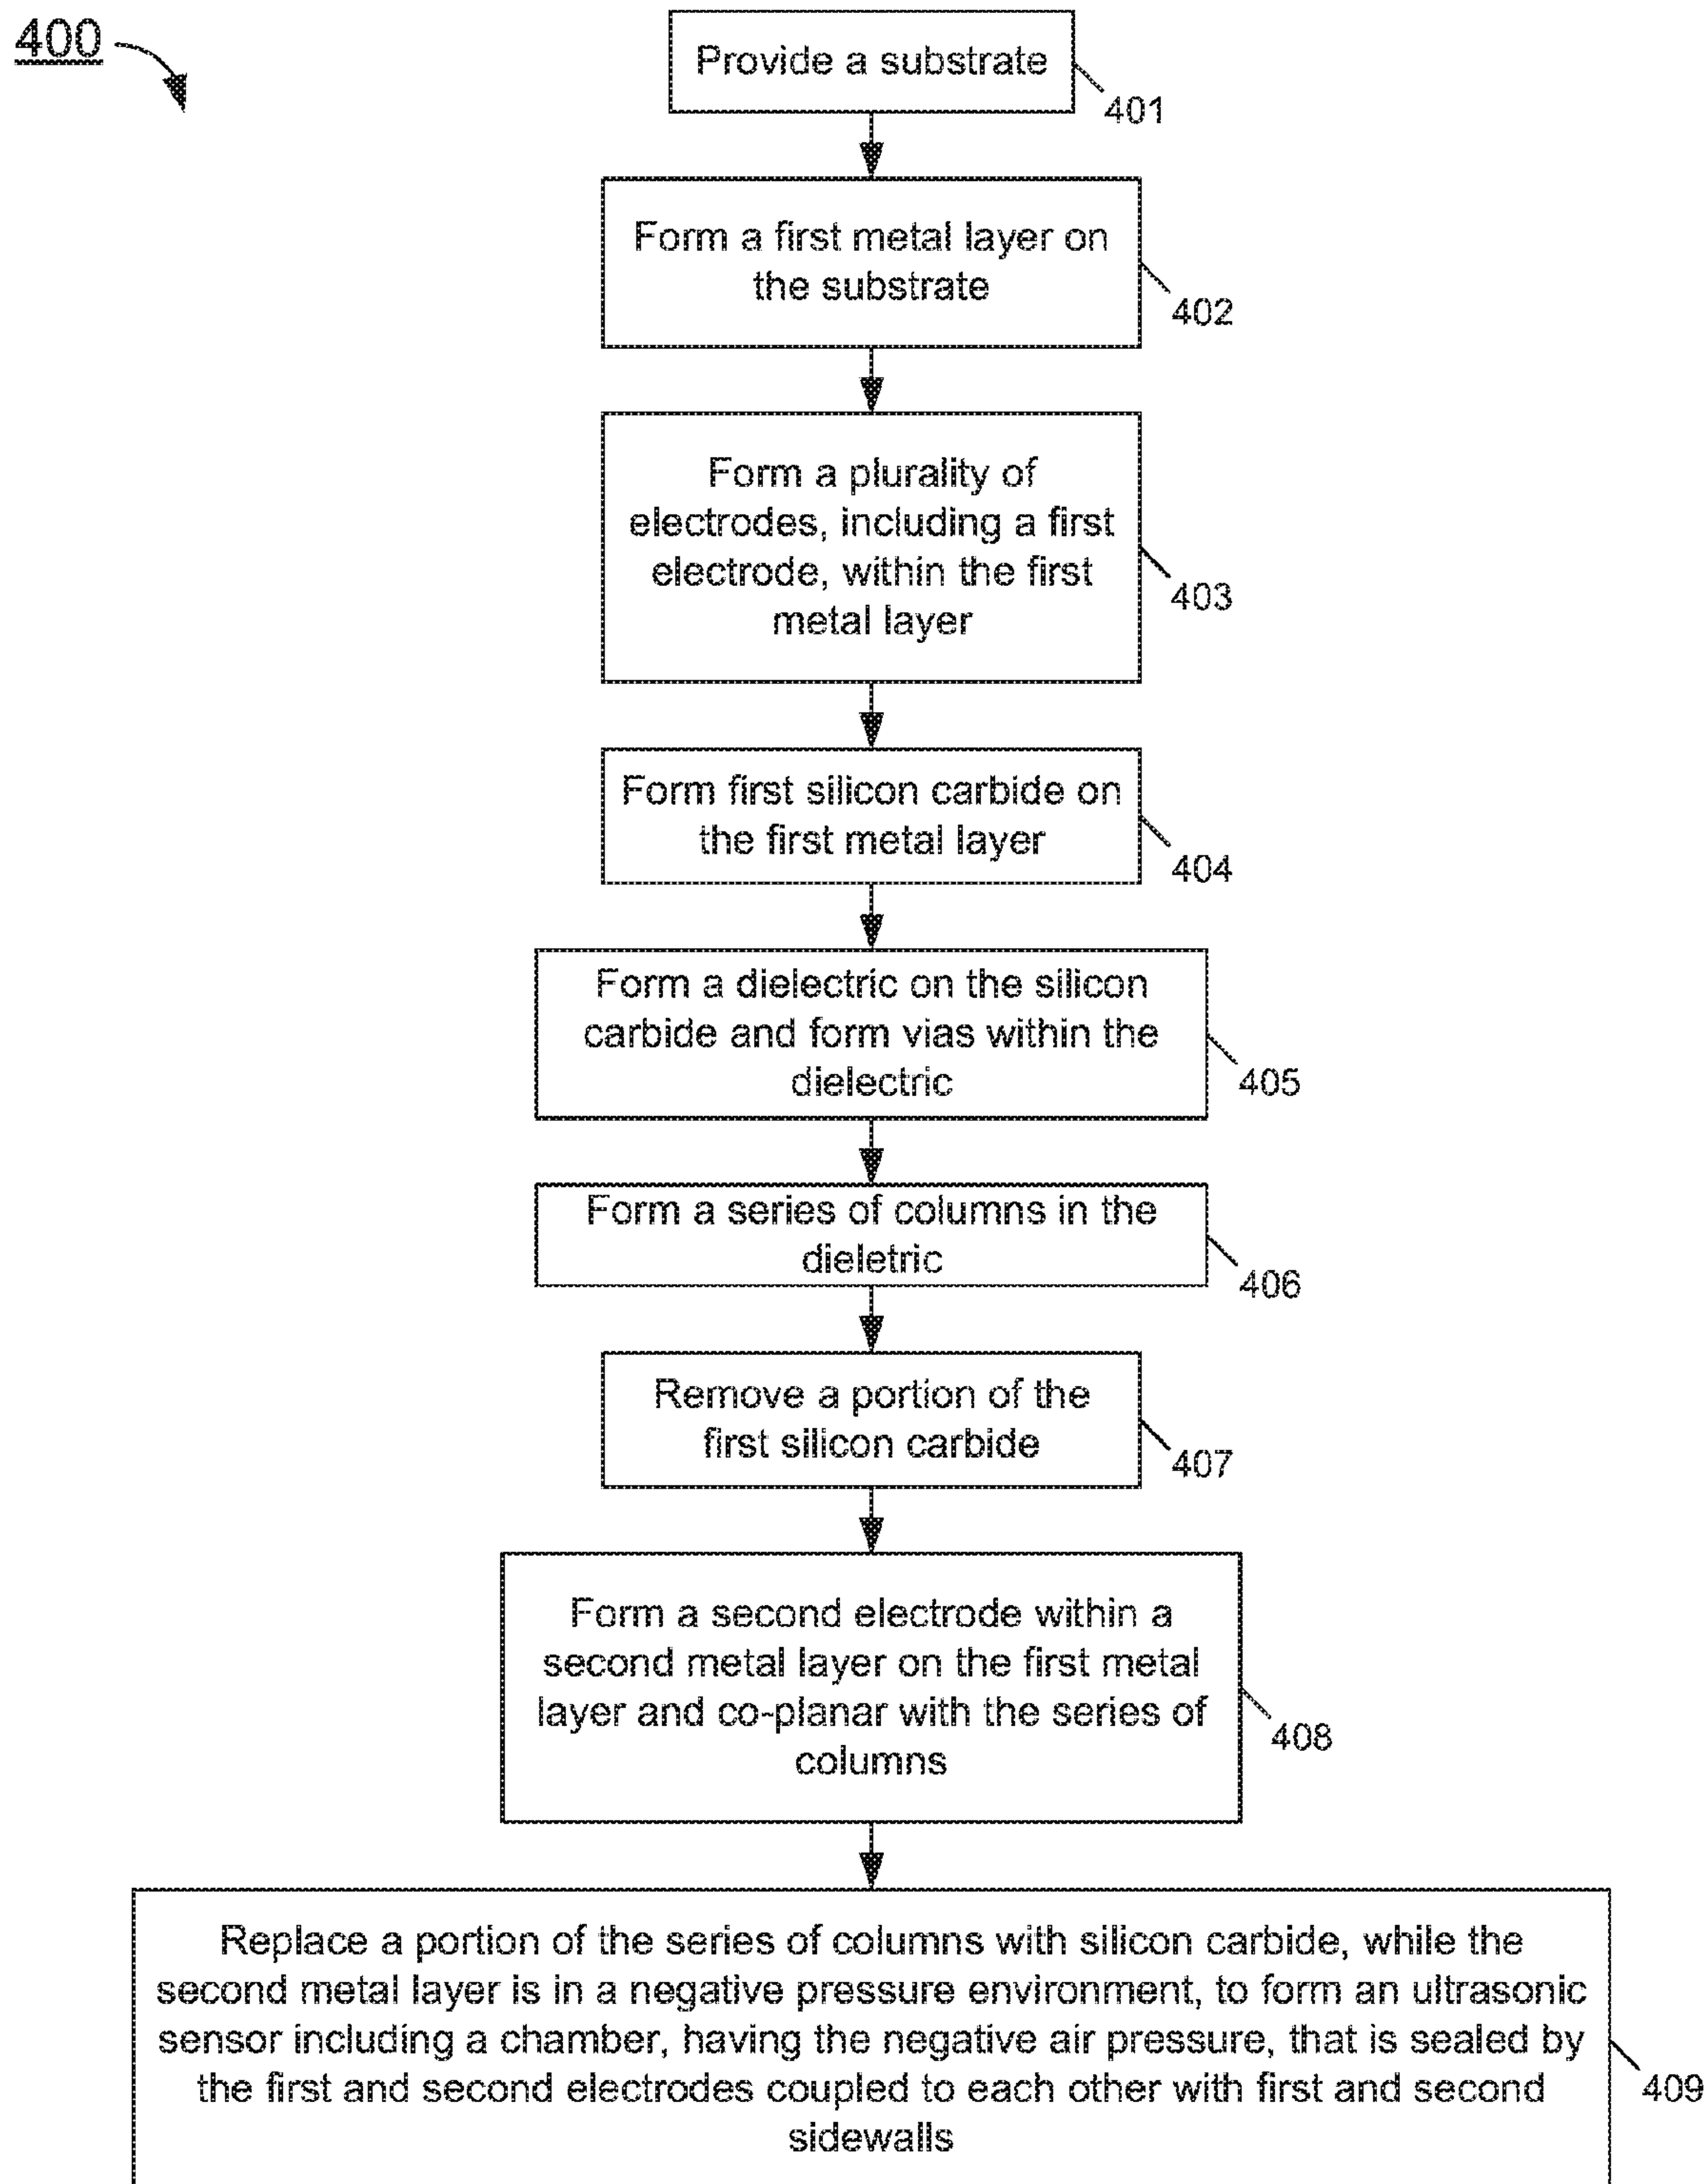 400
Provide a substrate
401
Form a first metal layer on
the substrate
402
Form a plurality of
electrodes, including a first
electrode, within the first
metal layer
403
Form first silicon carbide on
the first metal layer
404
Form a dielectric on the silicon
carbide and form vias within the
dielectric
405
Form a series of columns in the
dieletric
406
Remove a portion of the
first silicon carbide
407
Form a second electrode within a
second metal layer on the first metal
layer and co-planar with the series of
columns
408
Replace a portion of the series of columns with silicon carbide, while the
second metal layer is in a negative pressure environment, to form an ultrasonic
sensor including a chamber, having the negative air pressure, that is sealed by
the first and second electrodes coupled to each other with first and second
sidewalls
409